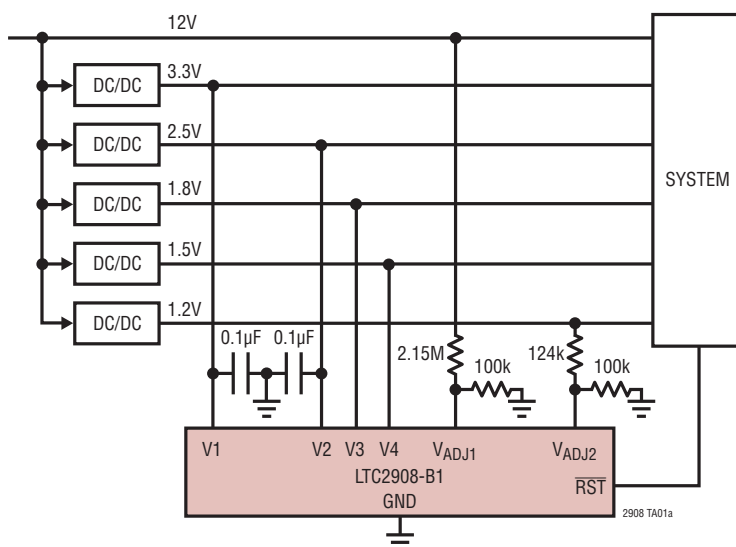 12V
DC/DC
3.3V
DC/DC
2.5V
DC/DC
1.8V
DC/DC
1.5V
DC/DC
1.2V
SYSTEM
0.1µF
0.1µF
2.15M
100k
124k
100k
V1
V2
V3
V4
VADJ1
VADJ2
LTC2908-B1
RST
GND
2908 TA01a